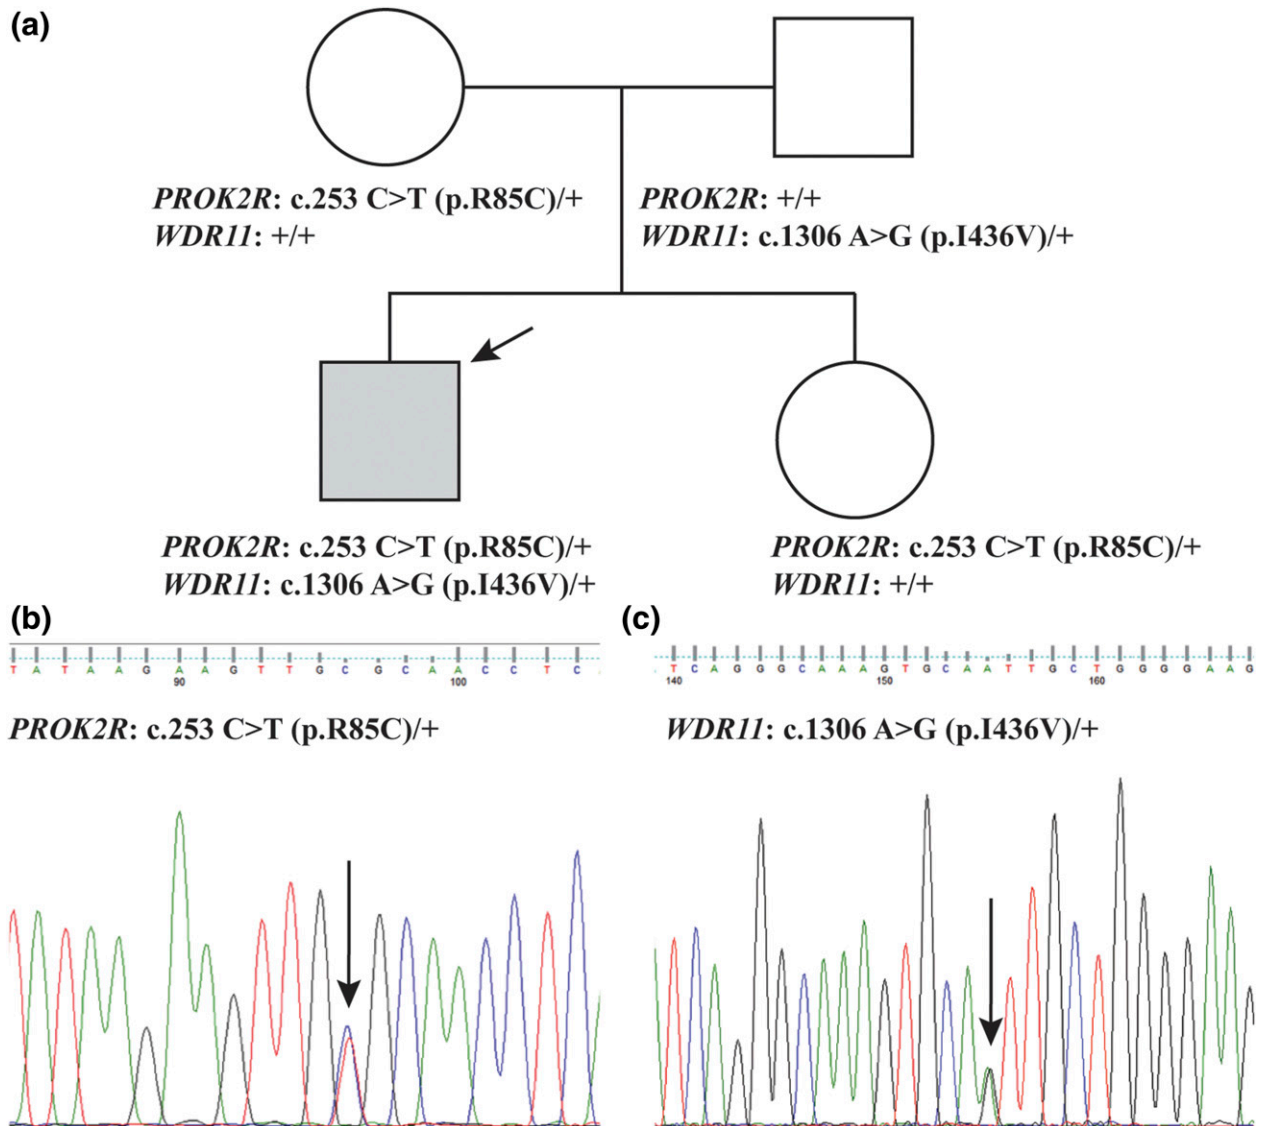 (a)
PROK2R: c.253 C>T (p.R85C)/+
WDR11: +/+
PROK2R: +/+
WDR11: c.1306 A>G (p.I436V)/+
PROK2R: c.253 C>T (p.R85C)/+
WDR11: c.1306 A>G (p.I436V)/+
PROK2R: c.253 C>T (p.R85C)/+
WDR11: +/+
(b)
T A T A A G A A G T T G C G C A A C C T C
90 100
PROK2R: c.253 C>T (p.R85C)/+
(c)
T C A G G G C A A A G T G C A A T T G C T G G G G A A G
140 150 160
WDR11: c.1306 A>G (p.I436V)/+